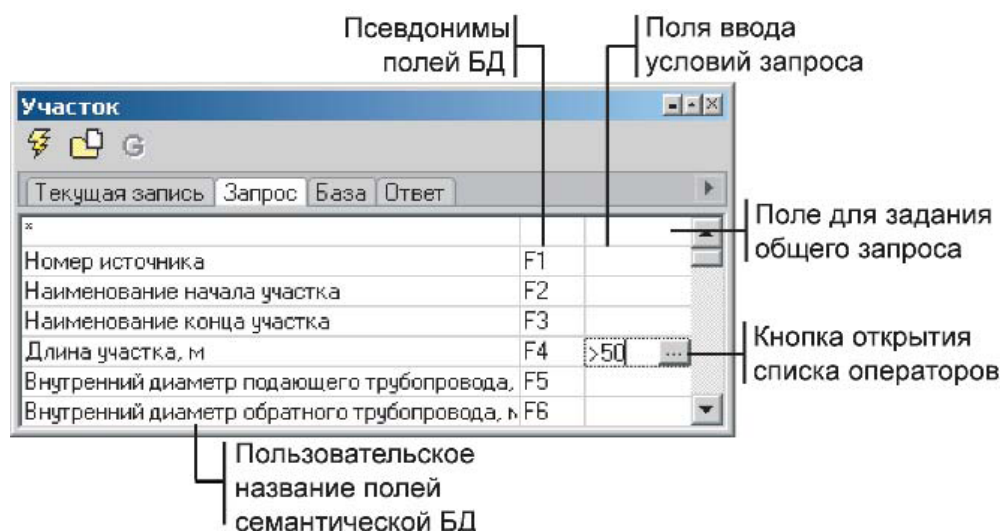 Псевдонимы
полей БД
Поля ввода
условий запроса
Участок
G
Текущая запись Запрос База Ответ
*
Поле для задания
общего запроса
Номер источника F1
Наименование начала участка F2
Наименование конца участка F3
Длина участка, м F4 >50 ...
Кнопка открытия
списка операторов
Внутренний диаметр подающего трубопровода, F5
Внутренний диаметр обратного трубопровода, м F6
Пользовательское
название полей
семантической БД